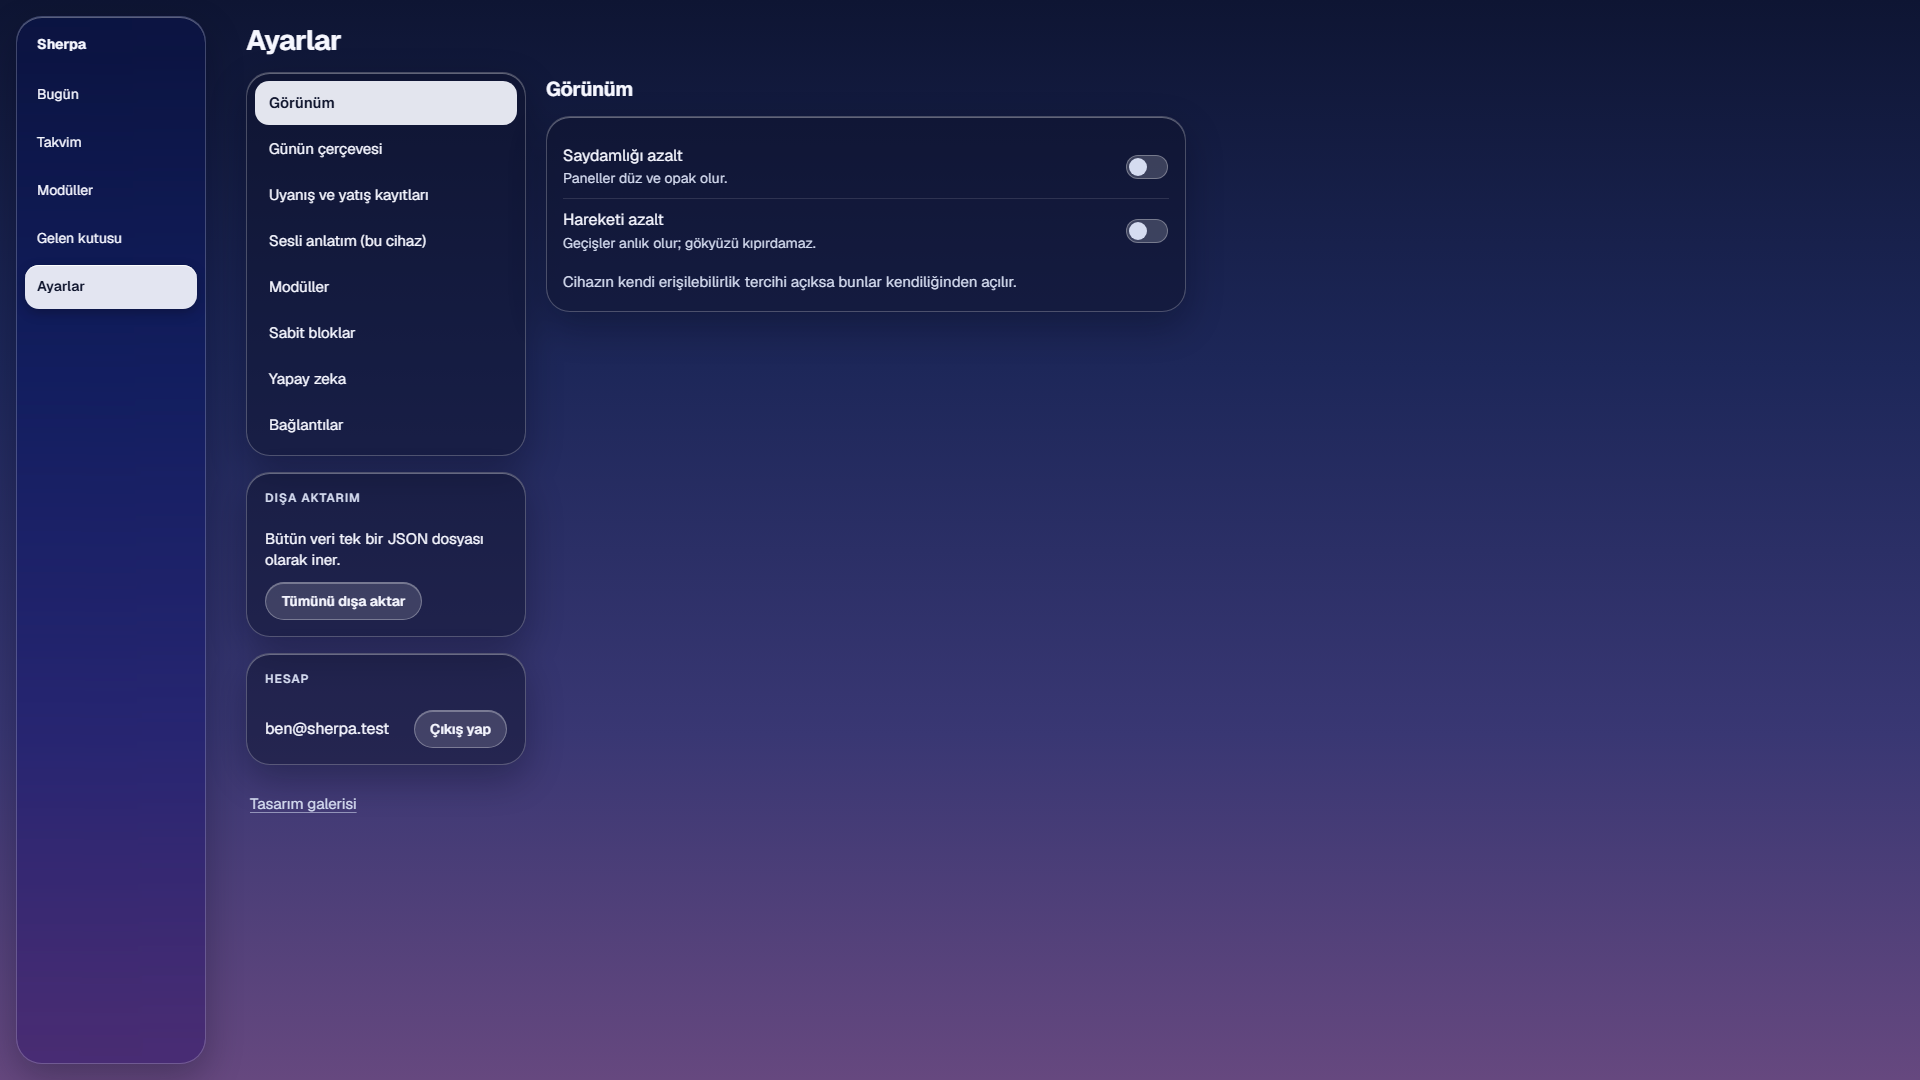 Sherpa
Bugün
Takvim
Modüller
Gelen kutusu
Ayarlar
Ayarlar
Görünüm
Günün çerçevesi
Uyanış ve yatış kayıtları
Sesli anlatım (bu cihaz)
Modüller
Sabit bloklar
Yapay zeka
Bağlantılar
DIŞA AKTARIM
Bütün veri tek bir JSON dosyası
olarak iner.
Tümünü dışa aktar
HESAP
ben@sherpa.test
Çıkış yap
Tasarım galerisi
Görünüm
Saydamlığı azalt
Paneller düz ve opak olur.
Hareketi azalt
Geçişler anlık olur; gökyüzü kıpırdamaz.
Cihazın kendi erişilebilirlik tercihi açıksa bunlar kendiliğinden açılır.